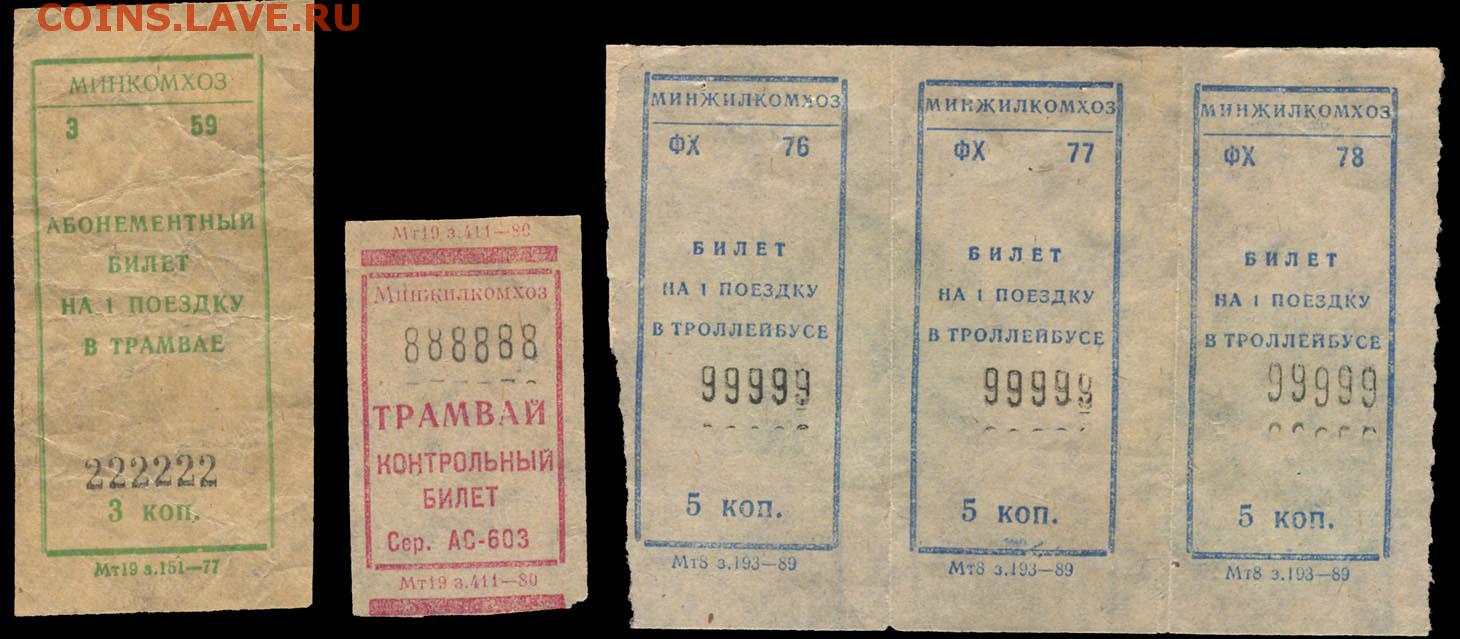 COINS.LAVE.RU
МИНКОМХОЗ
З 59
АБОНЕМЕНТНЫЙ
БИЛЕТ
НА 1 ПОЕЗДКУ
В ТРАМВАЕ
222222
3 КОП.
Мт19 з.151—77
Мт19 з.411—80
МИНЖИЛКОМХОЗ
888888
ТРАМВАЙ
КОНТРОЛЬНЫЙ
БИЛЕТ
Сер. АС-603
Мт19 з.411—80
МИНЖИЛКОМХОЗ
ФХ 76
БИЛЕТ
НА 1 ПОЕЗДКУ
В ТРОЛЛЕЙБУСЕ
99999
5 КОП.
Мт8 з.193—89
МИНЖИЛКОМХОЗ
ФХ 77
БИЛЕТ
НА 1 ПОЕЗДКУ
В ТРОЛЛЕЙБУСЕ
99999
5 КОП.
Мт8 з.193—89
МИНЖИЛКОМХОЗ
ФХ 78
БИЛЕТ
НА 1 ПОЕЗДКУ
В ТРОЛЛЕЙБУСЕ
99999
5 КОП.
Мт8 з.193—89